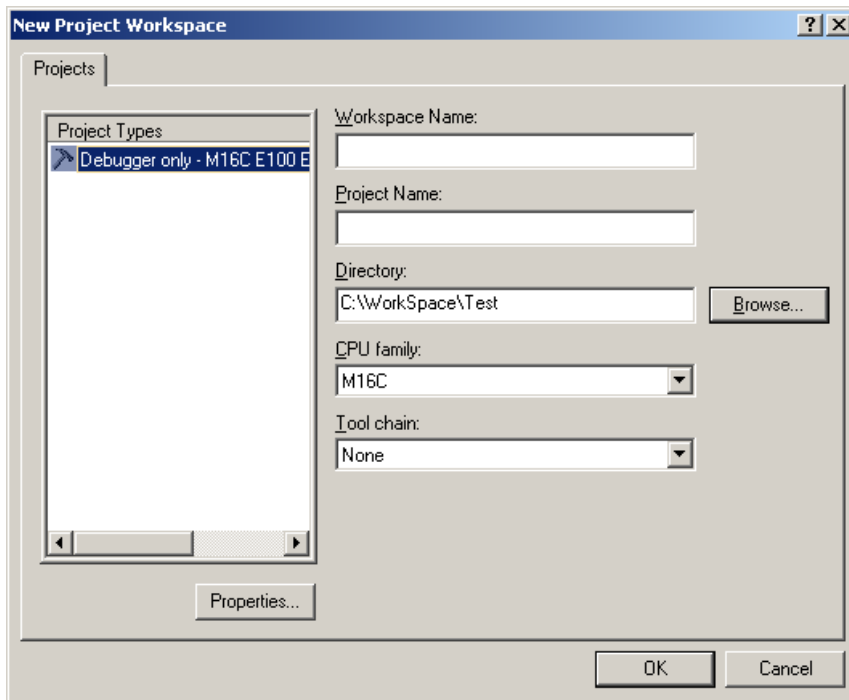 New Project Workspace
Projects
Project Types
Debugger only - M16C E100 E
Workspace Name:
Project Name:
Directory:
C:\WorkSpace\Test
Browse...
CPU family:
M16C
Tool chain:
None
Properties...
OK
Cancel